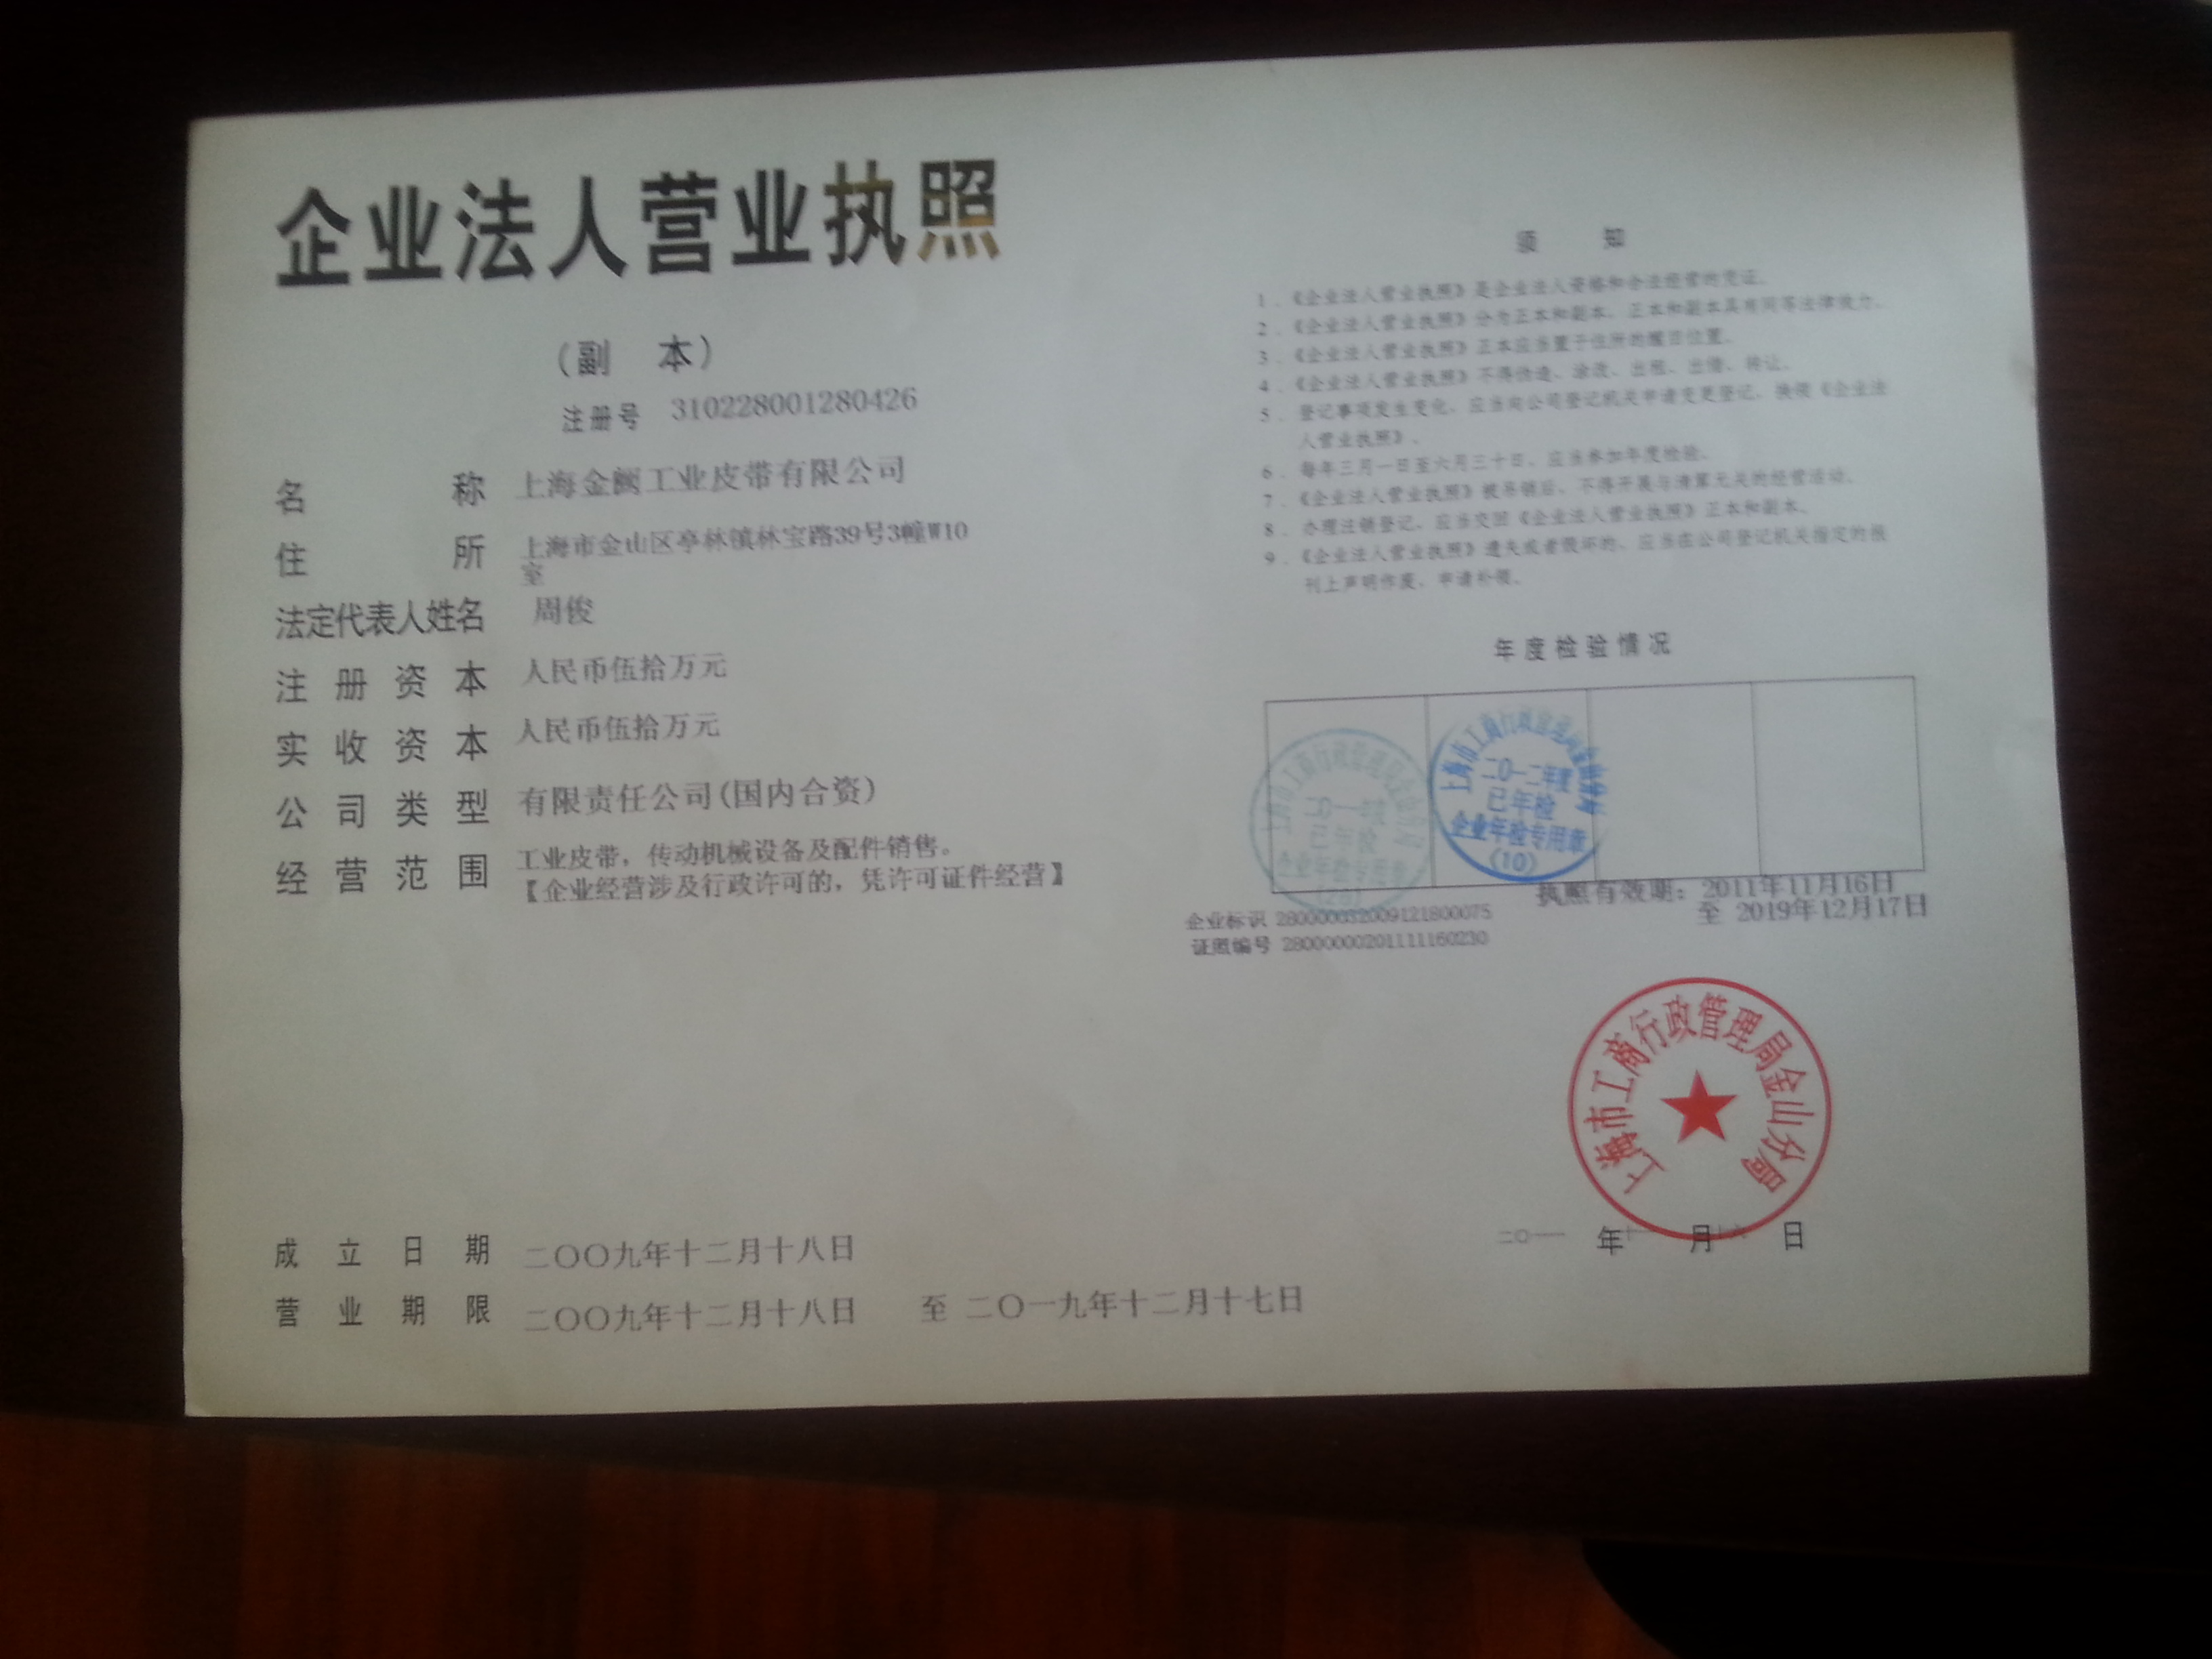 企业法人营业执照
（副 本）
注册号 310228001280426
名 称 上海金阙工业皮带有限公司
住 所 上海市金山区亭林镇林宝路39号3幢W10
室
法定代表人姓名 周俊
注 册 资 本 人民币伍拾万元
实 收 资 本 人民币伍拾万元
公 司 类 型 有限责任公司(国内合资)
经 营 范 围 工业皮带，传动机械设备及配件销售。
【企业经营涉及行政许可的，凭许可证件经营】
成 立 日 期 二〇〇九年十二月十八日
营 业 期 限 二〇〇九年十二月十八日 至 二〇一九年十二月十七日
须 知
1．《企业法人营业执照》是企业法人资格和合法经营的凭证。
2．《企业法人营业执照》分为正本和副本，正本和副本具有同等法律效力。
3．《企业法人营业执照》正本应当置于住所的醒目位置。
4．《企业法人营业执照》不得伪造、涂改、出租、出借、转让。
5．登记事项发生变化，应当向公司登记机关申请变更登记，换领《企业法
人营业执照》。
6．每年三月一日至六月三十日，应当参加年度检验。
7．《企业法人营业执照》被吊销后，不得开展与清算无关的经营活动。
8．办理注销登记，应当交回《企业法人营业执照》正本和副本。
9．《企业法人营业执照》遗失或者毁坏的，应当在公司登记机关指定的报
刊上声明作废，申请补领。
年度检验情况
上海市工商行政管理局金山分局
二〇一一年度
已年检
企业年检专用章
(28)
上海市工商行政管理局
二〇一二年度
已年检
企业年检专用章
(10)
执照有效期：2011年11月16日
至 2019年12月17日
企业标识 280000032009121800075
证照编号 28000000201111160230
上海市工商行政管理局金山分局
二〇一一 年 十一 月 十六 日